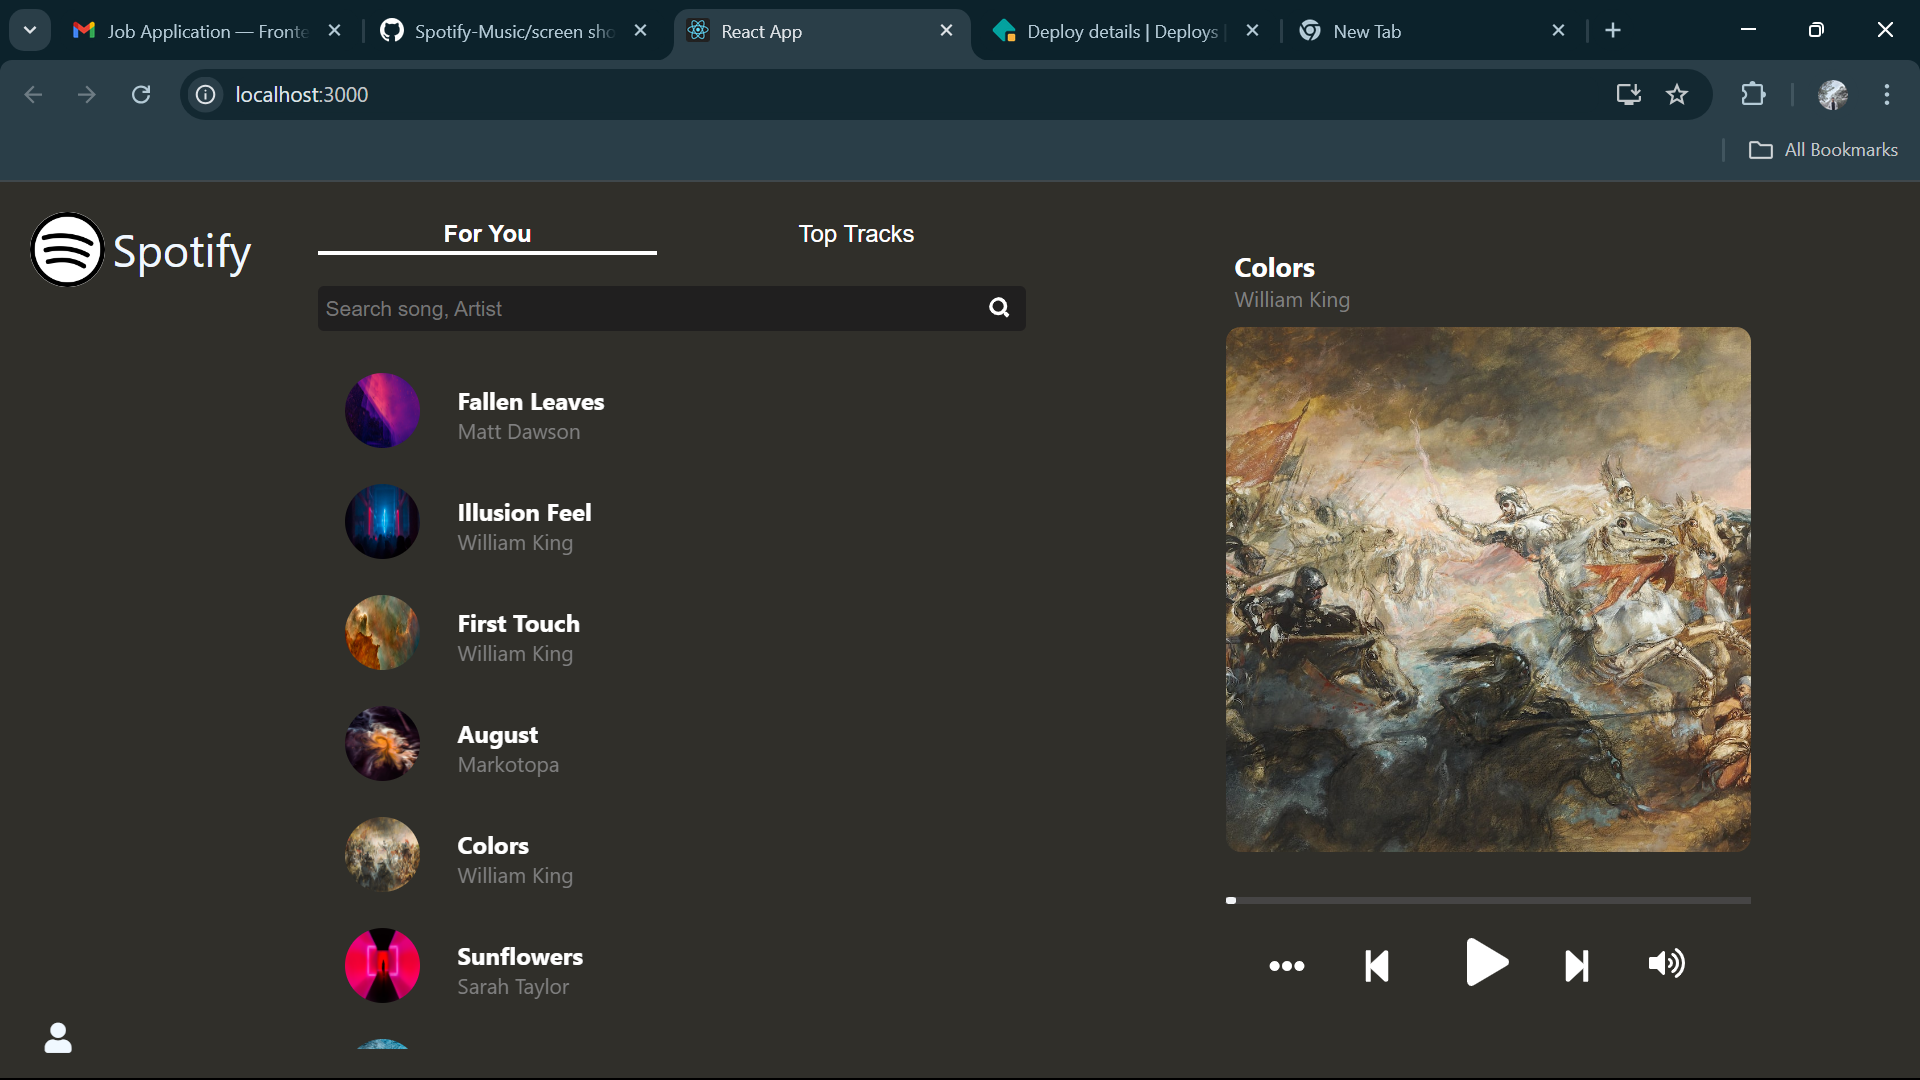 Job Application — Fronte
Spotify-Music/screen sho
React App
Deploy details | Deploys
New Tab
localhost:3000
All Bookmarks
Spotify
For You
Top Tracks
Search song, Artist
Fallen Leaves
Matt Dawson
Illusion Feel
William King
First Touch
William King
August
Markotopa
Colors
William King
Sunflowers
Sarah Taylor
Colors
William King